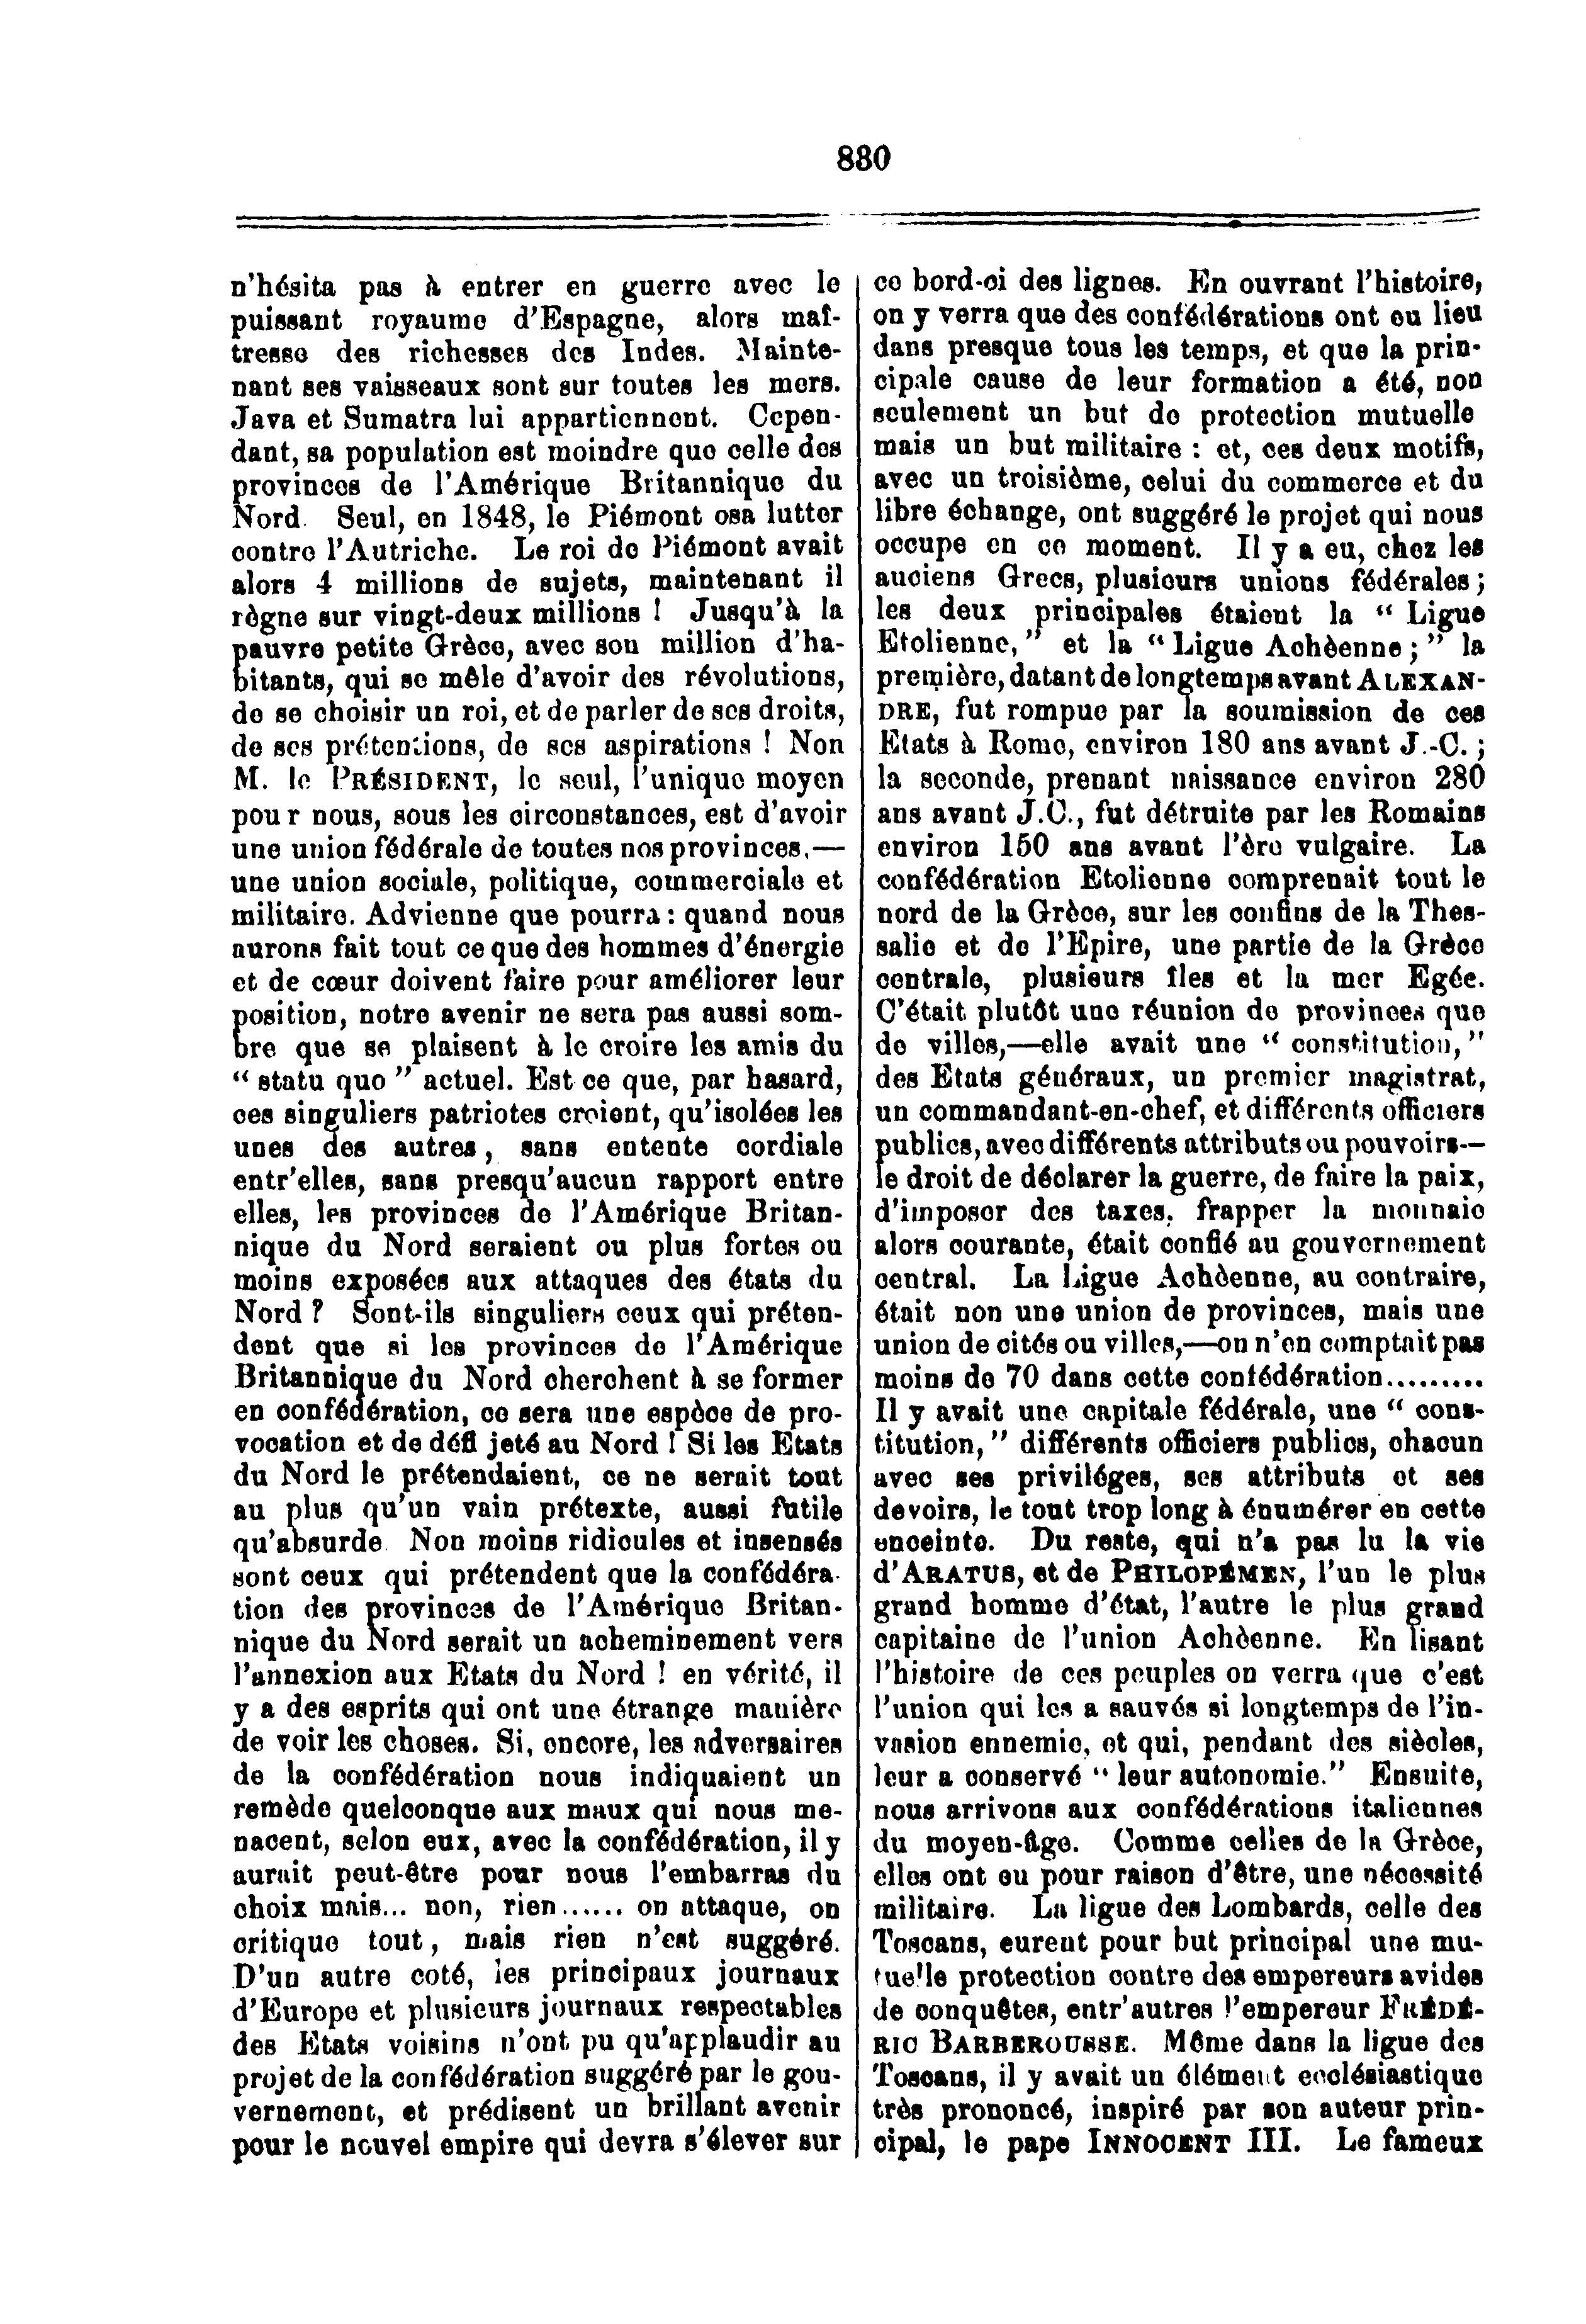 880
n'hésita pas à entrer en guerre avec le
puissant royaume d'Espagne, alors maî-
tresse des richesses des Indes. Mainte-
nant ses vaisseaux sont sur toutes les mers.
Java et Sumatra lui appartiennent. Cepen-
dant, sa population est moindre que celle des
provinces de l'Amérique Britannique du
Nord. Seul, en 1848, le Piémont osa lutter
contre l'Autriche. Le roi de Piémont avait
alors 4 millions de sujets, maintenant il
règne sur vingt-deux millions ! Jusqu'à la
pauvre petite Grèce, avec son million d'ha-
bitants, qui se mêle d'avoir des révolutions,
de se choisir un roi, et de parler de ses droits,
de ses prétentions, de ses aspirations ! Non
M. le PRÉSIDENT, le seul, l'unique moyen
pour nous, sous les circonstances, est d'avoir
une union fédérale de toutes nos provinces,—
une union sociale, politique, commerciale et
militaire. Advienne que pourra : quand nous
aurons fait tout ce que des hommes d'énergie
et de cœur doivent faire pour améliorer leur
position, notre avenir ne sera pas aussi som-
bre que se plaisent à le croire les amis du
" statu quo " actuel. Est ce que, par hasard,
ces singuliers patriotes croient, qu'isolées les
unes des autres, sans entente cordiale
entr'elles, sans presqu'aucun rapport entre
elles, les provinces de l'Amérique Britan-
nique du Nord seraient ou plus fortes ou
moins exposées aux attaques des états du
Nord ? Sont-ils singuliers ceux qui préten-
dent que si les provinces de l'Amérique
Britannique du Nord cherchent à se former
en confédération, ce sera une espèce de pro-
vocation et de défi jeté au Nord ! Si les Etats
du Nord le prétendaient, ce ne serait tout
au plus qu'un vain prétexte, aussi futile
qu'absurde. Non moins ridicules et insensés
sont ceux qui prétendent que la confédéra-
tion des provinces de l'Amérique Britan-
nique du Nord serait un acheminement vers
l'annexion aux Etats du Nord ! en vérité, il
y a des esprits qui ont une étrange manière
de voir les choses. Si, encore, les adversaires
de la confédération nous indiquaient un
remède quelconque aux maux qui nous me-
nacent, selon eux, avec la confédération, il y
aurait peut-être pour nous l'embarras du
choix mais... non, rien...... on attaque, on
critique tout, mais rien n'est suggéré.
D'un autre coté, les principaux journaux
d'Europe et plusieurs journaux respectables
des Etats voisins n'ont pu qu'applaudir au
projet de la confédération suggéré par le gou-
vernement, et prédisent un brillant avenir
pour le nouvel empire qui devra s'élever sur
ce bord-ci des lignes. En ouvrant l'histoire,
on y verra que des confédérations ont eu lieu
dans presque tous les temps, et que la prin-
cipale cause de leur formation a été, non
seulement un but de protection mutuelle
mais un but militaire : et, ces deux motifs,
avec un troisième, celui du commerce et du
libre échange, ont suggéré le projet qui nous
occupe en ce moment. Il y a eu, chez les
anciens Grecs, plusieurs unions fédérales ;
les deux principales étaient la " Ligue
Etolienne, " et la " Ligue Achèenne ; " la
première, datant de longtemps avant ALEXAN-
DRE, fut rompue par la soumission de ces
Etats à Rome, environ 180 ans avant J.-C. ;
la seconde, prenant naissance environ 280
ans avant J.C., fut détruite par les Romains
environ 150 ans avant l'ère vulgaire. La
confédération Etolienne comprenait tout le
nord de la Grèce, sur les confins de la Thes-
salie et de l'Epire, une partie de la Grèce
centrale, plusieurs îles et la mer Egée.
C'était plutôt une réunion de provinces que
de villes,—elle avait une " constitution, "
des Etats généraux, un premier magistrat,
un commandant-en-chef, et différents officiers
publics, avec différents attributs ou pouvoirs—
le droit de déclarer la guerre, de faire la paix,
d'imposer des taxes, frapper la monnaie
alors courante, était confié au gouvernement
central. La Ligue Achèenne, au contraire,
était non une union de provinces, mais une
union de cités ou villes,—on n'en comptait pas
moins de 70 dans cette confédération.........
Il y avait une capitale fédérale, une " cons-
titution, " différents officiers publics, chacun
avec ses priviléges, ses attributs et ses
devoirs, le tout trop long à énumérer en cette
enceinte. Du reste, qui n'a pas lu la vie
d'ARATUS, et de PHILOPÉMEN, l'un le plus
grand homme d'état, l'autre le plus grand
capitaine de l'union Achèenne. En lisant
l'histoire de ces peuples on verra que c'est
l'union qui les a sauvés si longtemps de l'in-
vasion ennemie, et qui, pendant des siècles,
leur a conservé " leur autonomie." Ensuite,
nous arrivons aux confédérations italiennes
du moyen-âge. Comme celles de la Grèce,
elles ont eu pour raison d'être, une nécessité
militaire. La ligue des Lombards, celle des
Toscans, eurent pour but principal une mu-
tuelle protection contre des empereurs avides
de conquêtes, entr'autres l'empereur FRÉDÉ-
RIC BARBEROUSSE. Même dans la ligue des
Toscans, il y avait un élément ecclésiastique
très prononcé, inspiré par son auteur prin-
cipal, le pape INNOCENT III. Le fameux